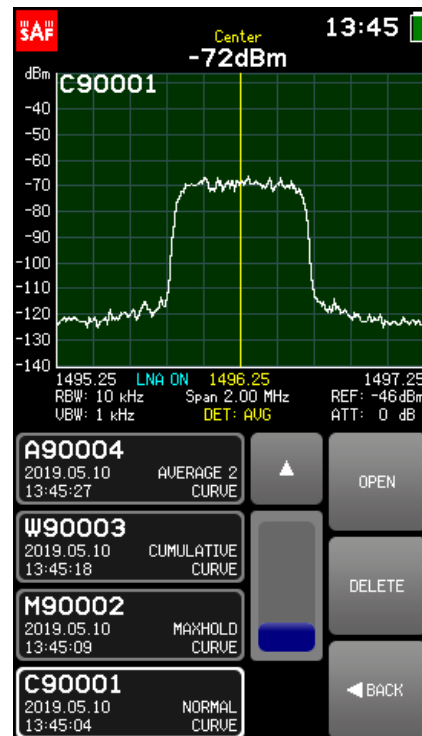 SAF
Center
13:45
-72dBm
dBm
C90001
-40
-50
-60
-70
-80
-90
-100
-110
-120
-130
-140
1495.25 LNA ON 1496.25 1497.25
RBW: 10 kHz Span 2.00 MHz REF: -46dBm
VBW: 1 kHz DET: AVG ATT: 0 dB
A90004
2019.05.10 AVERAGE 2
13:45:27 CURVE
OPEN
W90003
2019.05.10 CUMULATIVE
13:45:18 CURVE
DELETE
M90002
2019.05.10 MAXHOLD
13:45:09 CURVE
C90001
2019.05.10 NORMAL
13:45:04 CURVE
BACK